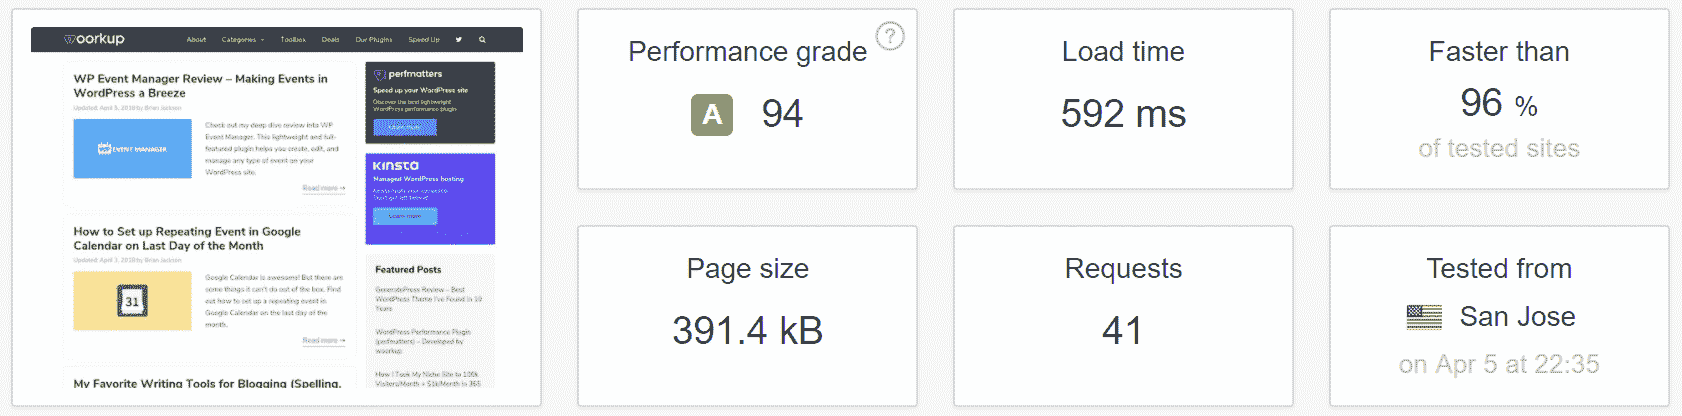 woorkup
About Categories Toolbox Deals Our Plugins Speed Up
WP Event Manager Review – Making Events in
WordPress a Breeze
Updated: April 5, 2018 by Brian Jackson
Check out my deep dive review into WP
Event Manager. This lightweight and full-
featured plugin helps you create, edit, and
manage any type of event on your
WordPress site.
EVENT MANAGER
Read more →
How to Set up Repeating Event in Google
Calendar on Last Day of the Month
Updated: April 3, 2018 by Brian Jackson
31
Google Calendar is awesome! But there are
some things it can't do out of the box. Find
out how to set up a repeating event in
Google Calendar on the last day of the
month.
Read more →
My Favorite Writing Tools for Blogging (Spelling,
perfmatters
Speed up your WordPress site
Discover the best lightweight
WordPress performance plugin.
Learn more
KINSTA
Managed WordPress hosting
Learn more
Featured Posts
GeneratePress Review – Best
WordPress Theme I've Found in 10
Years
WordPress Performance Plugin
(perfmatters) – Developed by
woorkup
How I Took My Niche Site to 100k
Visitors/Month + $1k/Month in 365
Performance grade
?
A 94
Load time
592 ms
Faster than
96 %
of tested sites
Page size
391.4 kB
Requests
41
Tested from
San Jose
on Apr 5 at 22:35